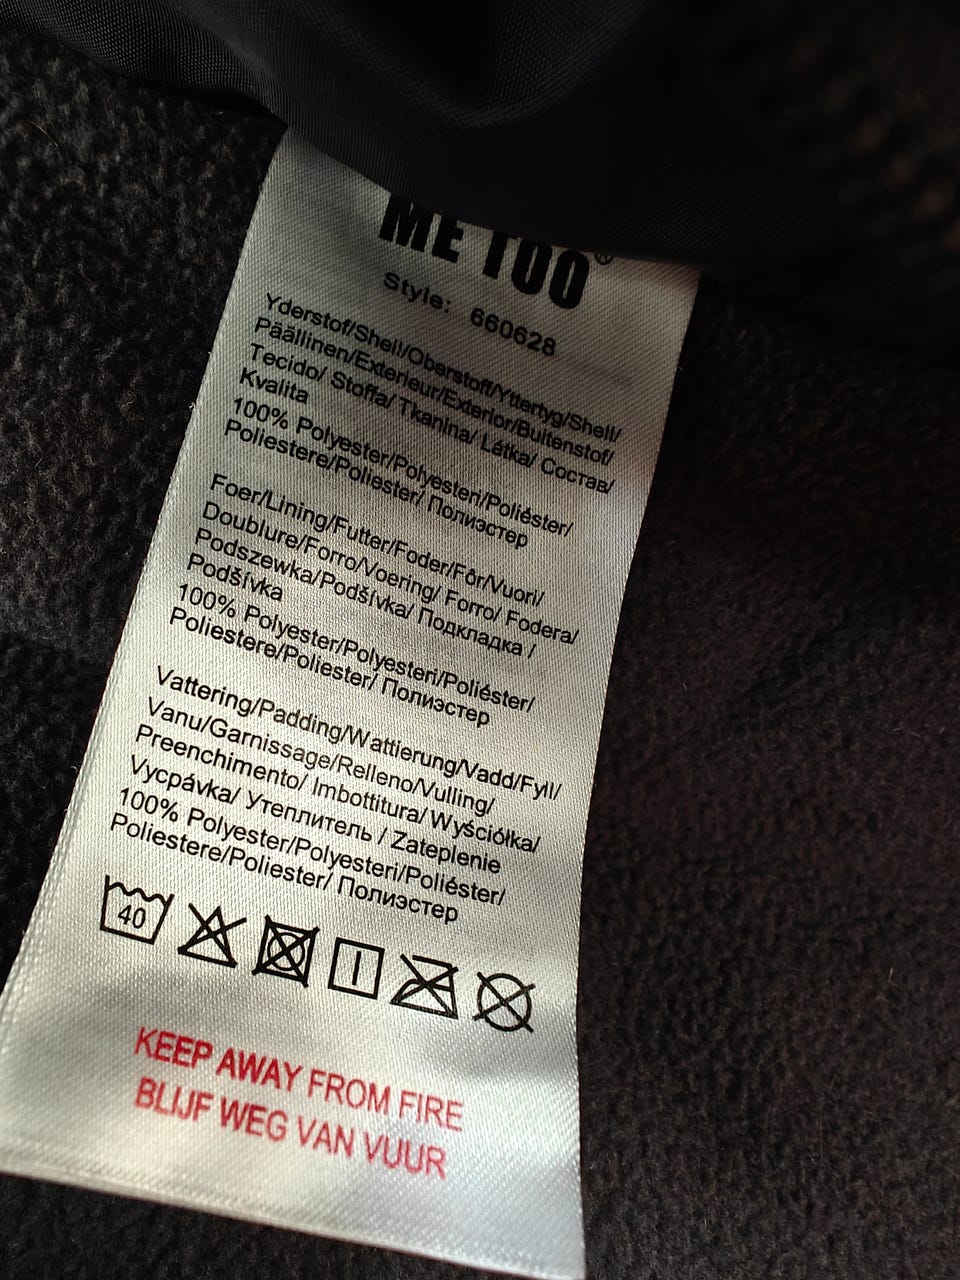 ME TOO®
Style: 660628
Yderstof/Shell/Oberstoff/Yttertyg/Shell/
Päällinen/Exterieur/Exterior/Buitenstof/
Tecido/ Stoffa/ Tkanina/ Látka/ Состав/
Kvalita
100% Polyester/Polyesteri/Poliéster/
Poliestere/Poliester/ Полиэстер
Foer/Lining/Futter/Foder/Fôr/Vuori/
Doublure/Forro/Voering/ Forro/ Fodera/
Podszewka/Podšívka/ Подкладка /
Podšívka
100% Polyester/Polyesteri/Poliéster/
Poliestere/Poliester/ Полиэстер
Vattering/Padding/Wattierung/Vadd/Fyll/
Vanu/Garnissage/Relleno/Vulling/
Preenchimento/ Imbottitura/ Wyściółka/
Vycpávka/ Утеплитель / Zateplenie
100% Polyester/Polyesteri/Poliéster/
Poliestere/Poliester/ Полиэстер
40
KEEP AWAY FROM FIRE
BLIJF WEG VAN VUUR